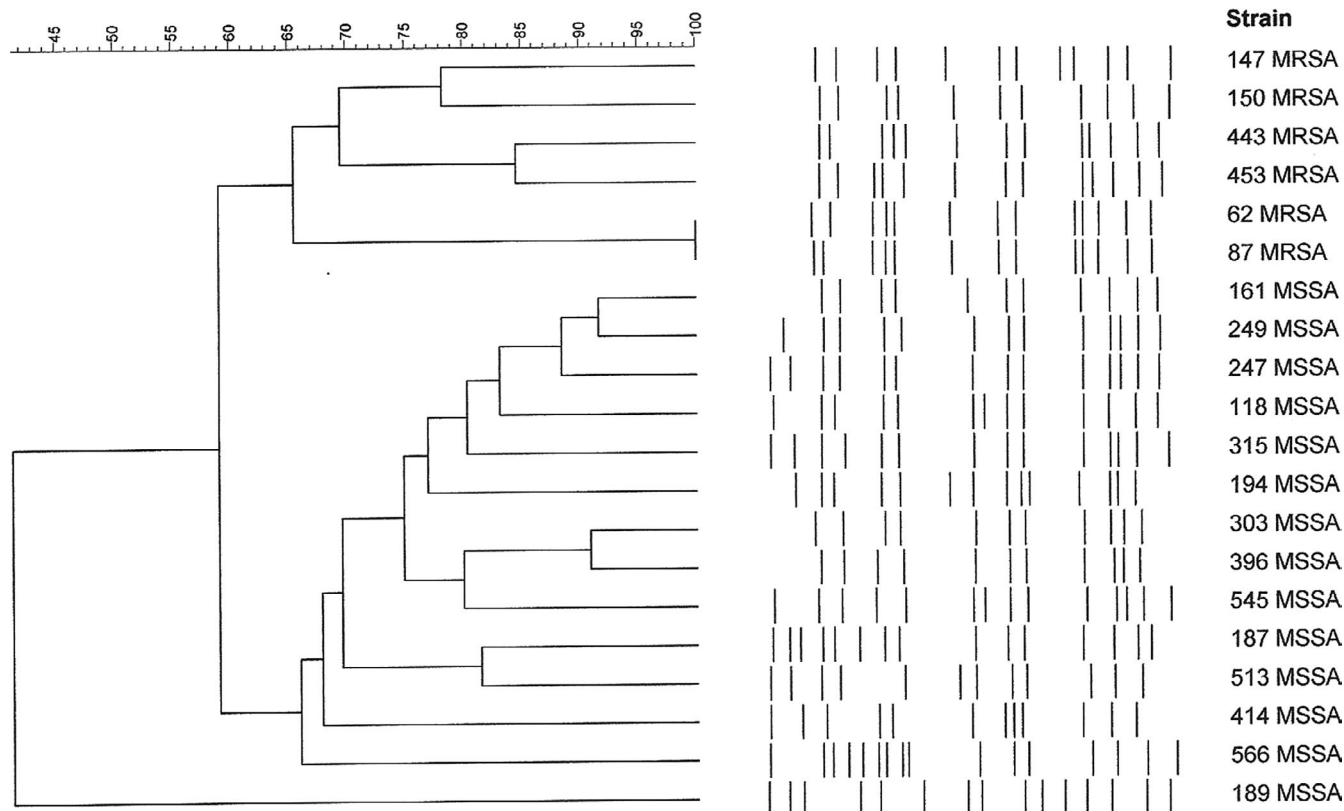 45 50 55 60 65 70 75 80 85 90 95 100
Strain
147 MRSA
150 MRSA
443 MRSA
453 MRSA
62 MRSA
87 MRSA
161 MSSA
249 MSSA
247 MSSA
118 MSSA
315 MSSA
194 MSSA
303 MSSA
396 MSSA
545 MSSA
187 MSSA
513 MSSA
414 MSSA
566 MSSA
189 MSSA